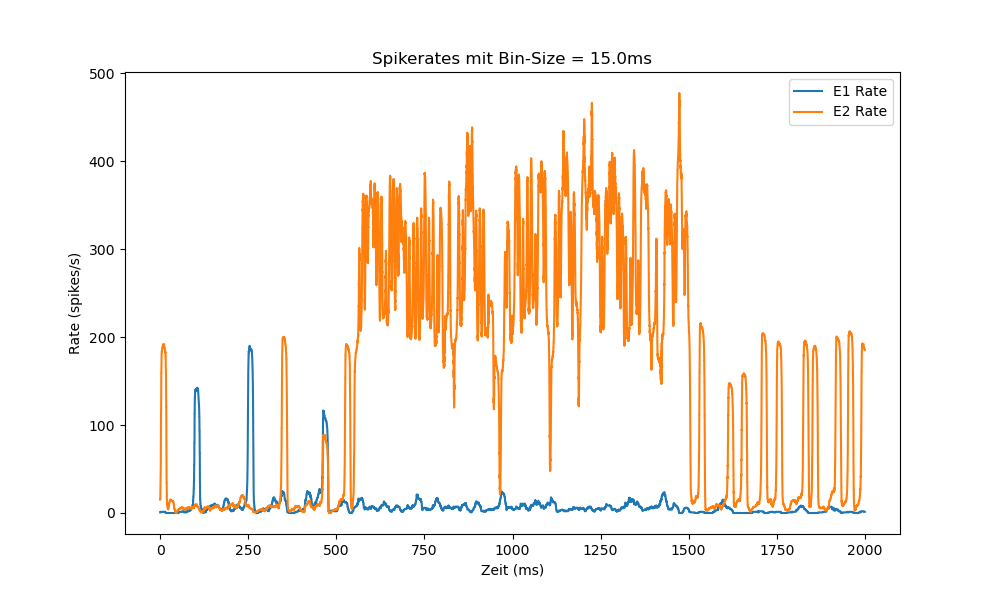 Spikerates mit Bin-Size = 15.0ms
500
400
300
200
100
0
Rate (spikes/s)
E1 Rate
E2 Rate
0 250 500 750 1000 1250 1500 1750 2000
Zeit (ms)